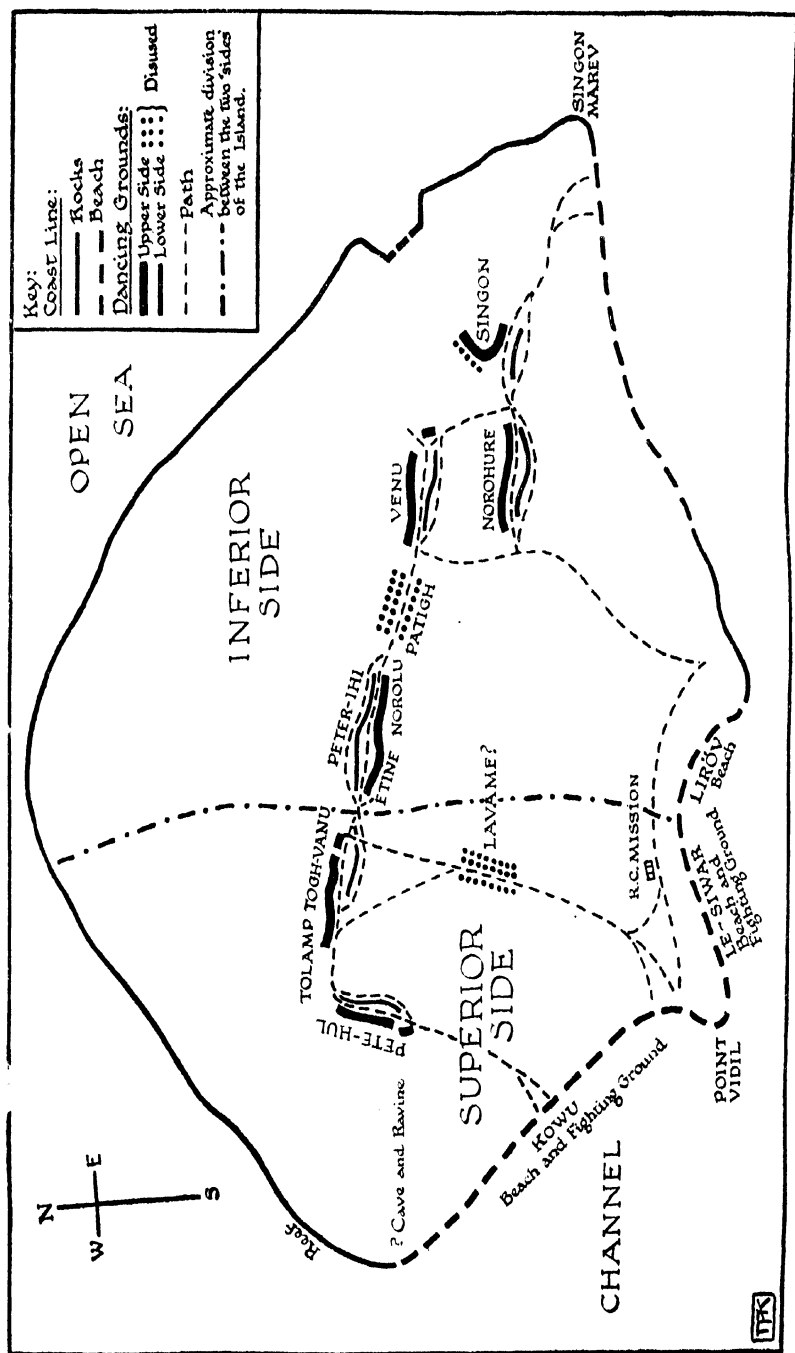 Key:
Coast Line:
Rocks
Beach
Dancing Grounds:
Upper Side } Disused
Lower Side
Path
Approximate division
between the two 'sides'
of the Island.
OPEN
SEA
N
W E
S
Reef
INFERIOR
SIDE
SINGON
MAREV
SINGON
VENU
NOROHURE
PATIGH
PETER-IHI
NOROLU
ETINE
TOLAMP TOGH-VANU
PETE-HUL
LAVAME?
SUPERIOR
SIDE
? Cave and Ravine
R.C. MISSION
KOWU
Beach and Fighting Ground
LE-SIWAR
Beach and
Fighting Ground
LIRÖV
Beach
POINT
VIDIL
CHANNEL